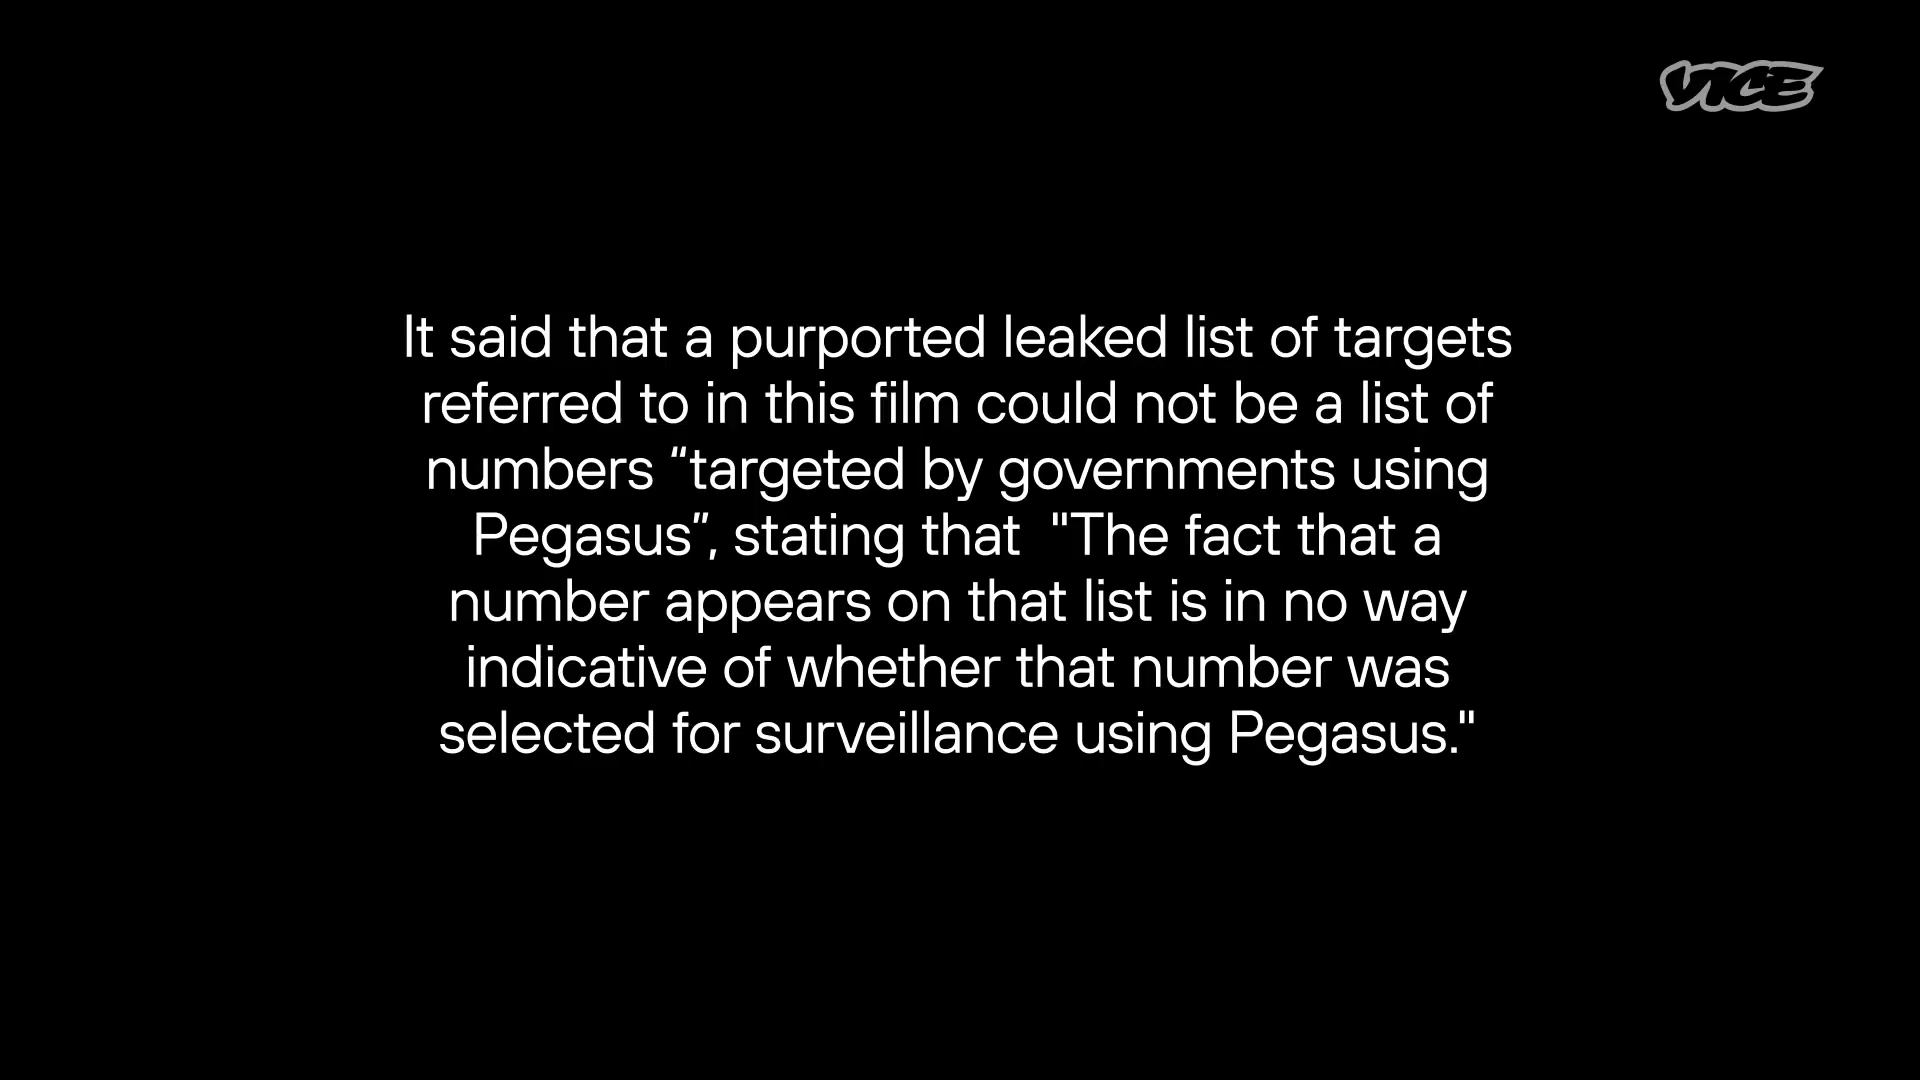 VICE
It said that a purported leaked list of targets
referred to in this film could not be a list of
numbers “targeted by governments using
Pegasus”, stating that  "The fact that a
number appears on that list is in no way
indicative of whether that number was
selected for surveillance using Pegasus."